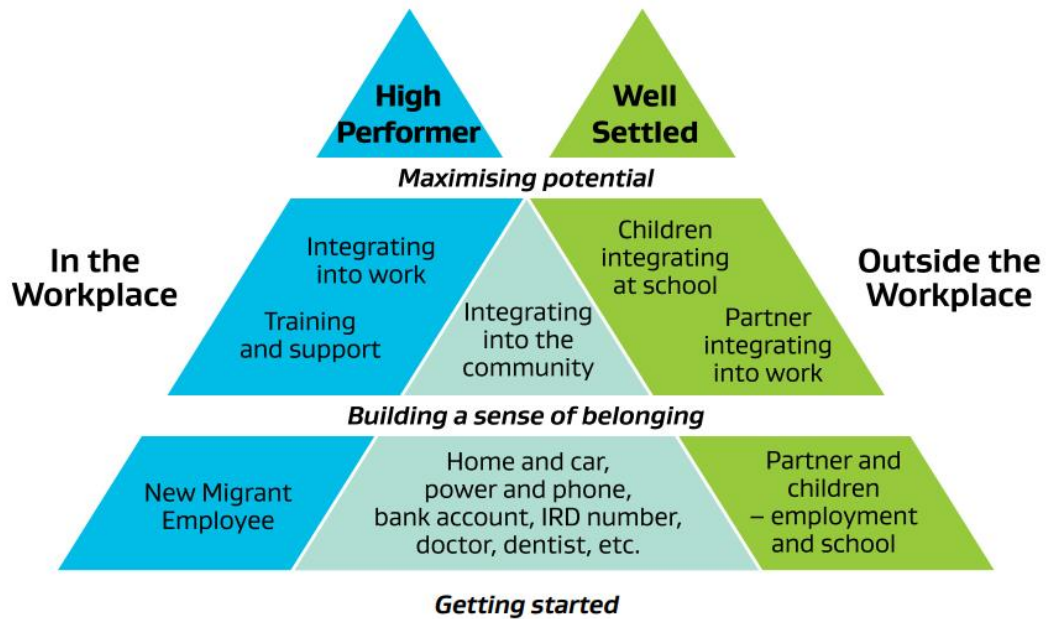 High
Performer
Well
Settled
Maximising potential
In the
Workplace
Integrating
into work
Training
and support
Integrating
into the
community
Children
integrating
at school
Partner
integrating
into work
Outside the
Workplace
Building a sense of belonging
New Migrant
Employee
Home and car,
power and phone,
bank account, IRD number,
doctor, dentist, etc.
Partner and
children
– employment
and school
Getting started